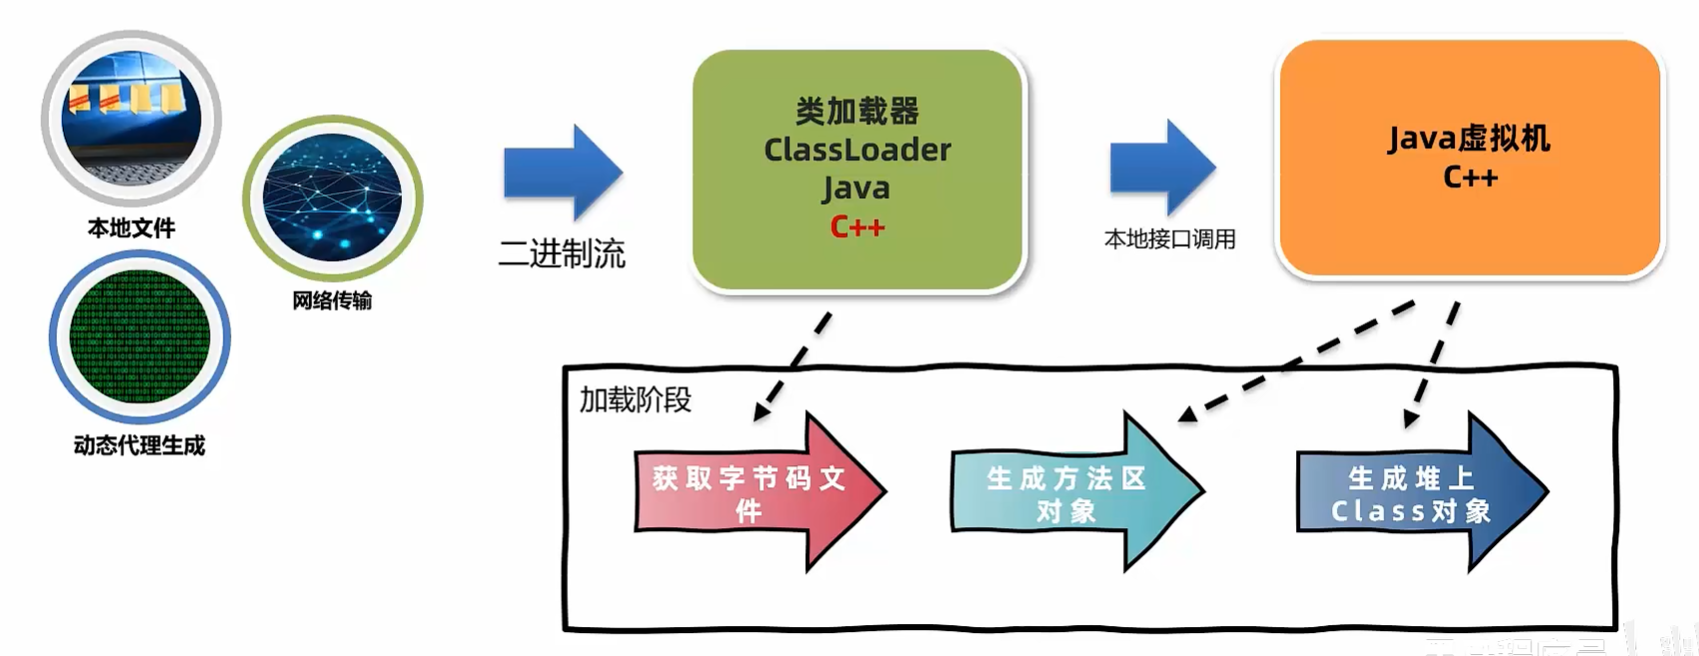 本地文件
网络传输
动态代理生成
二进制流
类加载器
ClassLoader
Java
C++
本地接口调用
Java虚拟机
C++
加载阶段
获取字节码文
件
生成方法区
对象
生成堆上
Class对象